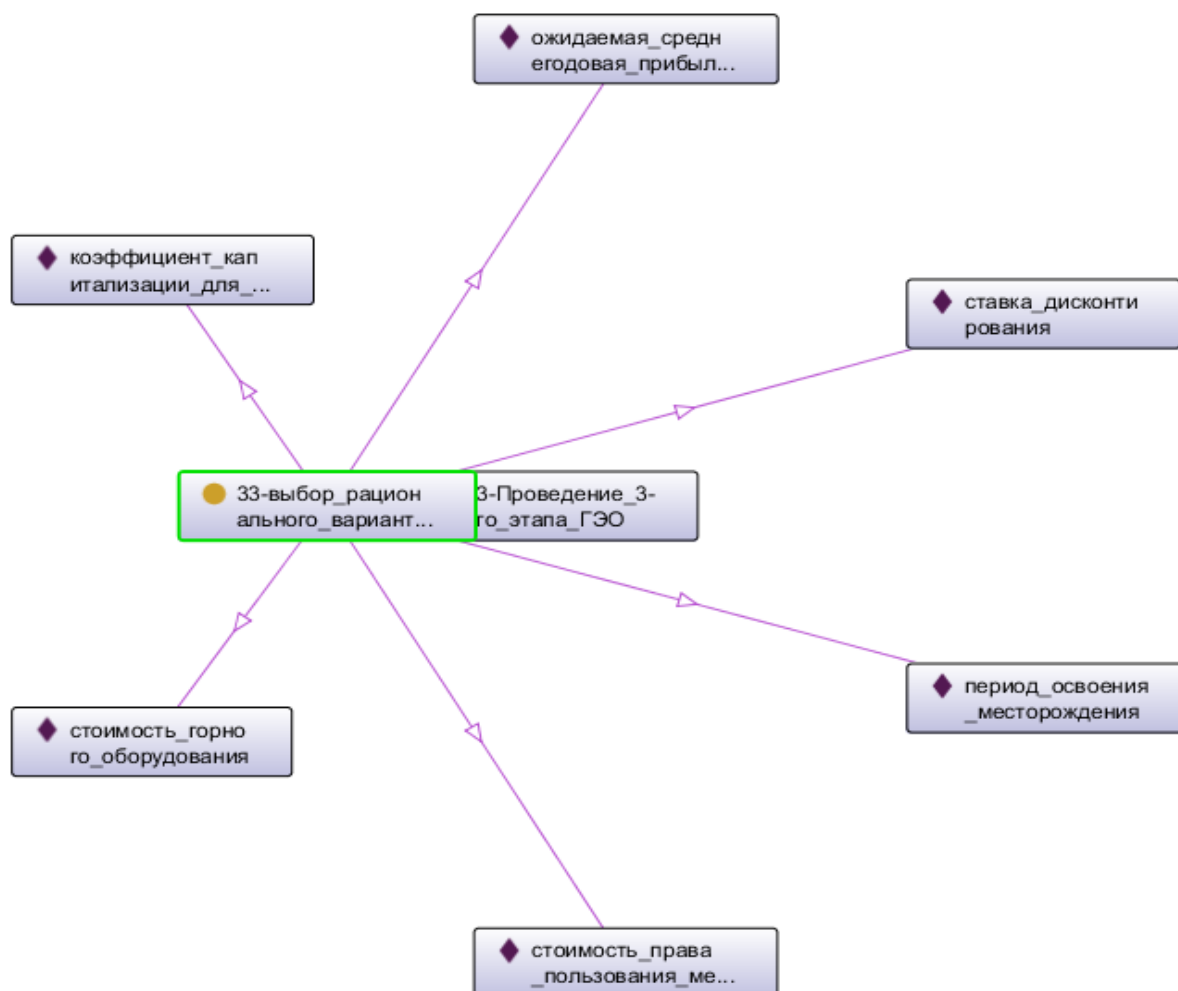 ожидаемая_средн
егодовая_прибыл...
коэффициент_кап
итализации_для_...
ставка_дисконти
рования
33-выбор_рацион
ального_вариант...
3-Проведение_3-
го_этапа_ГЭО
период_освоения
_месторождения
стоимость_горно
го_оборудования
стоимость_права
_пользования_ме...